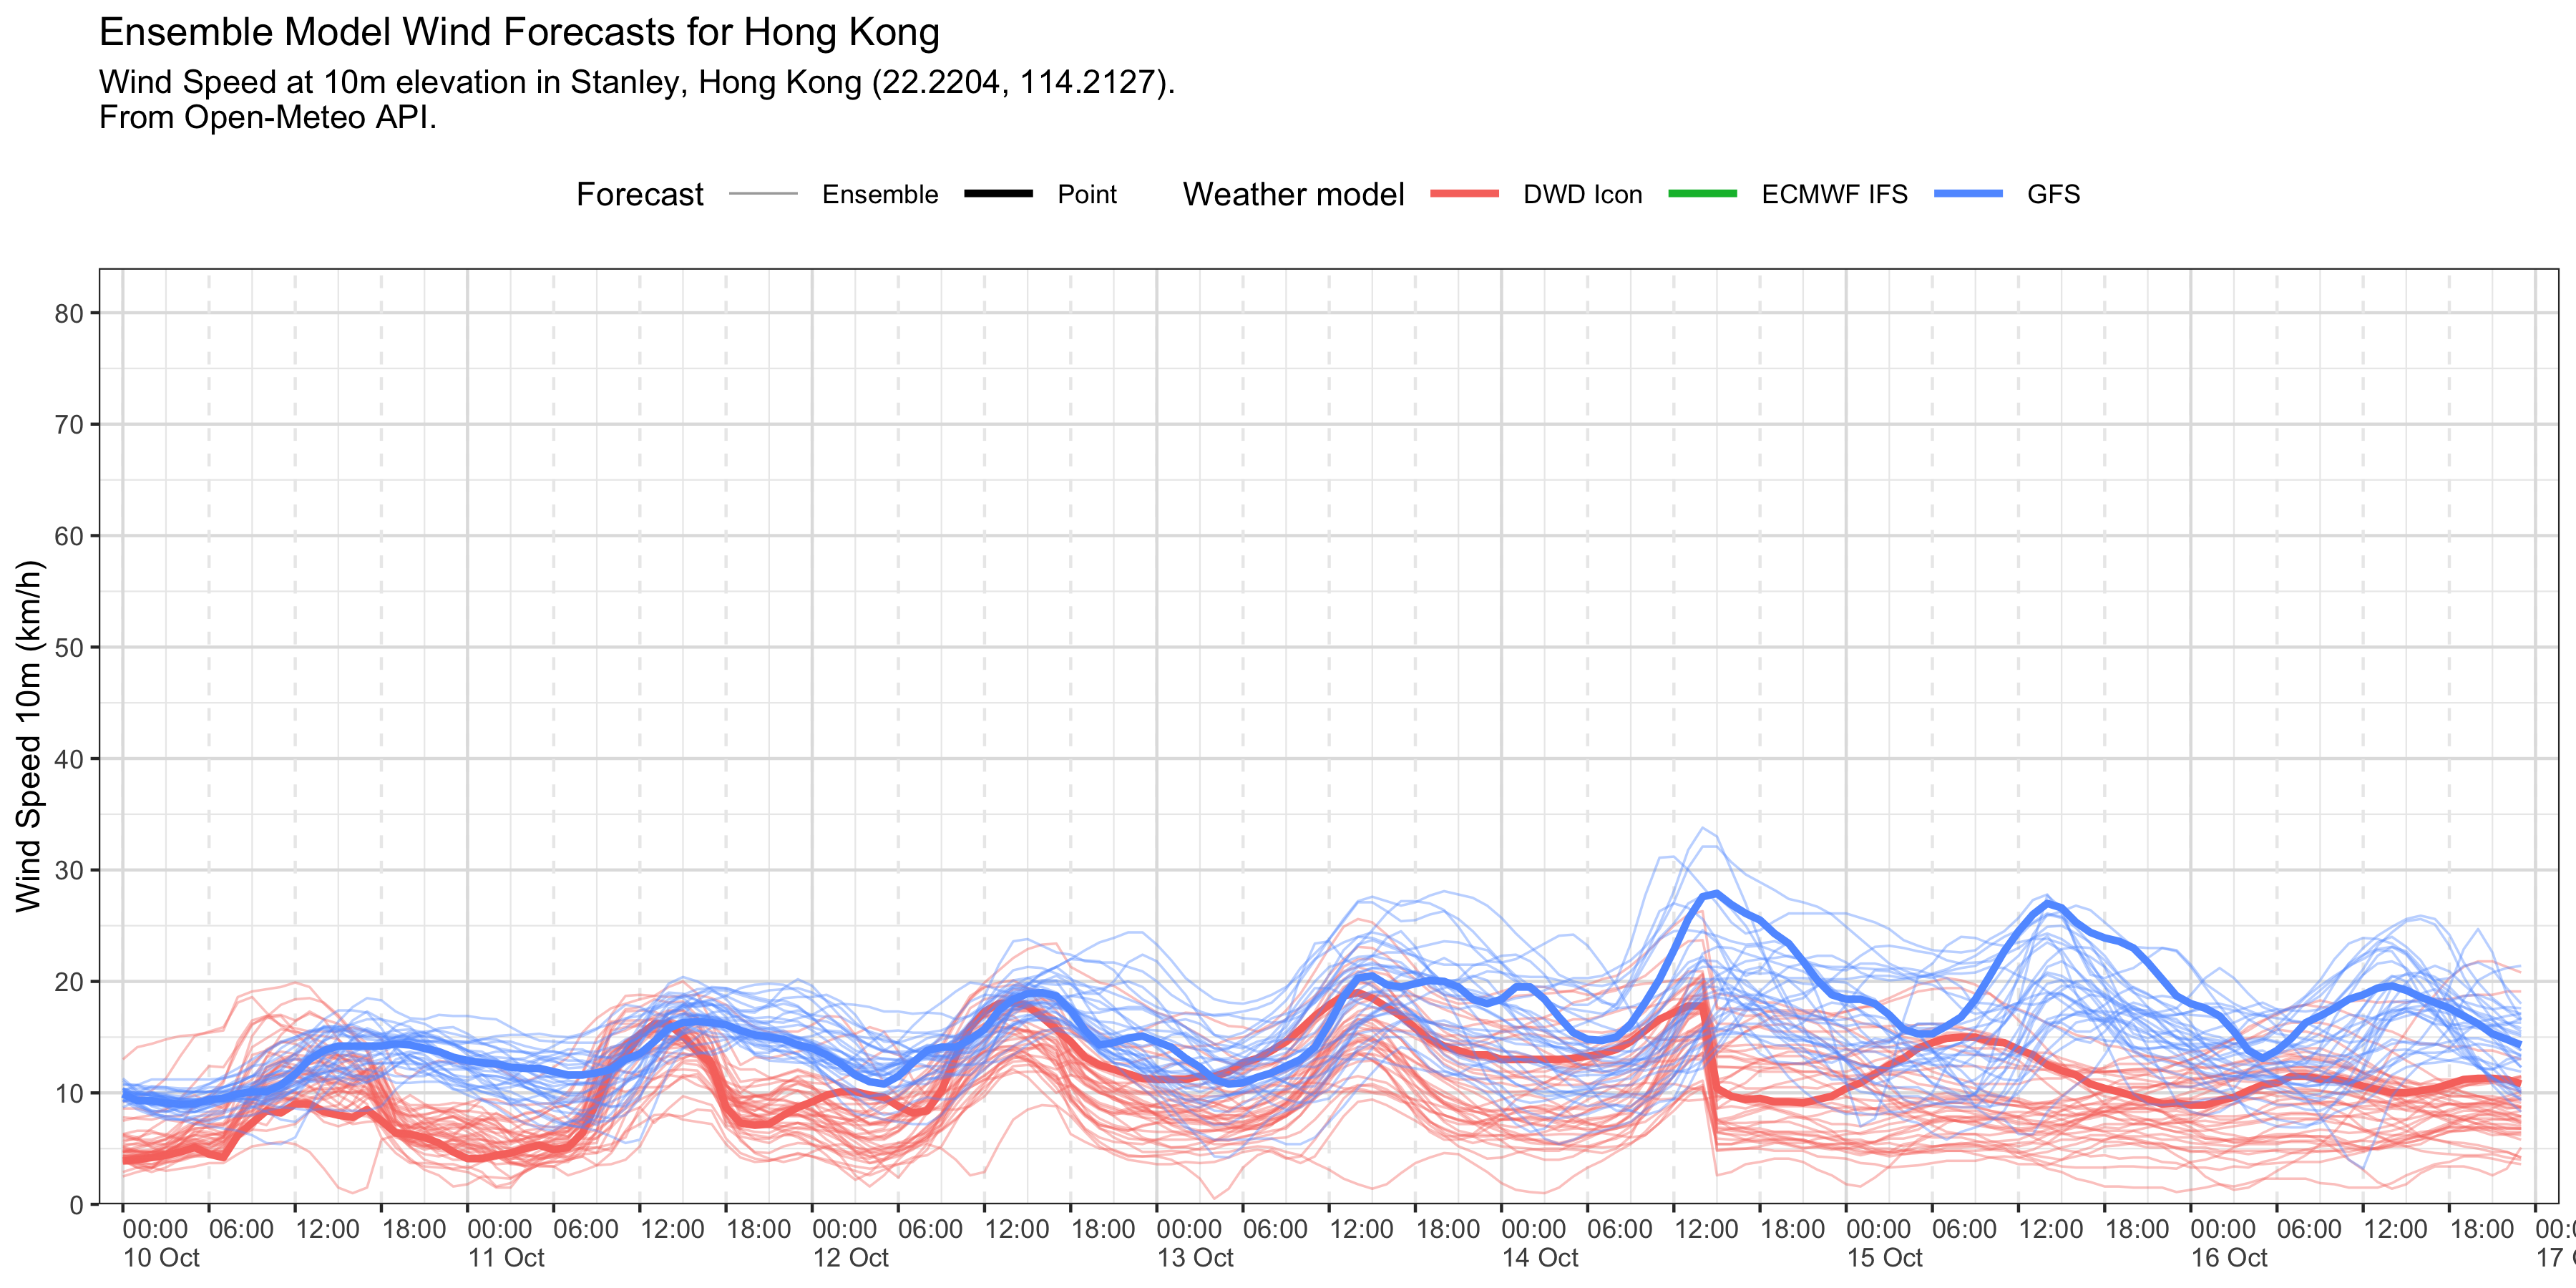 Ensemble Model Wind Forecasts for Hong Kong
Wind Speed at 10m elevation in Stanley, Hong Kong (22.2204, 114.2127).
From Open-Meteo API.
Forecast Ensemble Point Weather model DWD Icon ECMWF IFS GFS
Wind Speed 10m (km/h)
80
70
60
50
40
30
20
10
0
00:00 06:00 12:00 18:00 00:00 06:00 12:00 18:00 00:00 06:00 12:00 18:00 00:00 06:00 12:00 18:00 00:00 06:00 12:00 18:00 00:00 06:00 12:00 18:00 00:00 06:00 12:00 18:00
10 Oct 11 Oct 12 Oct 13 Oct 14 Oct 15 Oct 16 Oct 17